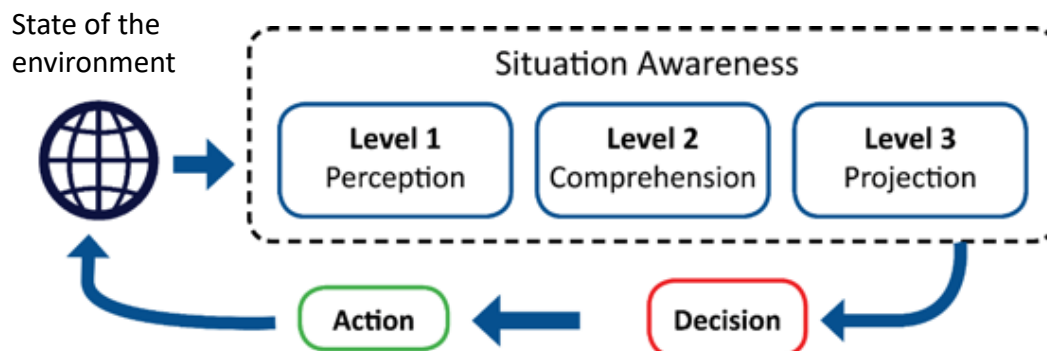 State of the
environment
Situation Awareness
Level 1
Perception
Level 2
Comprehension
Level 3
Projection
Action
Decision